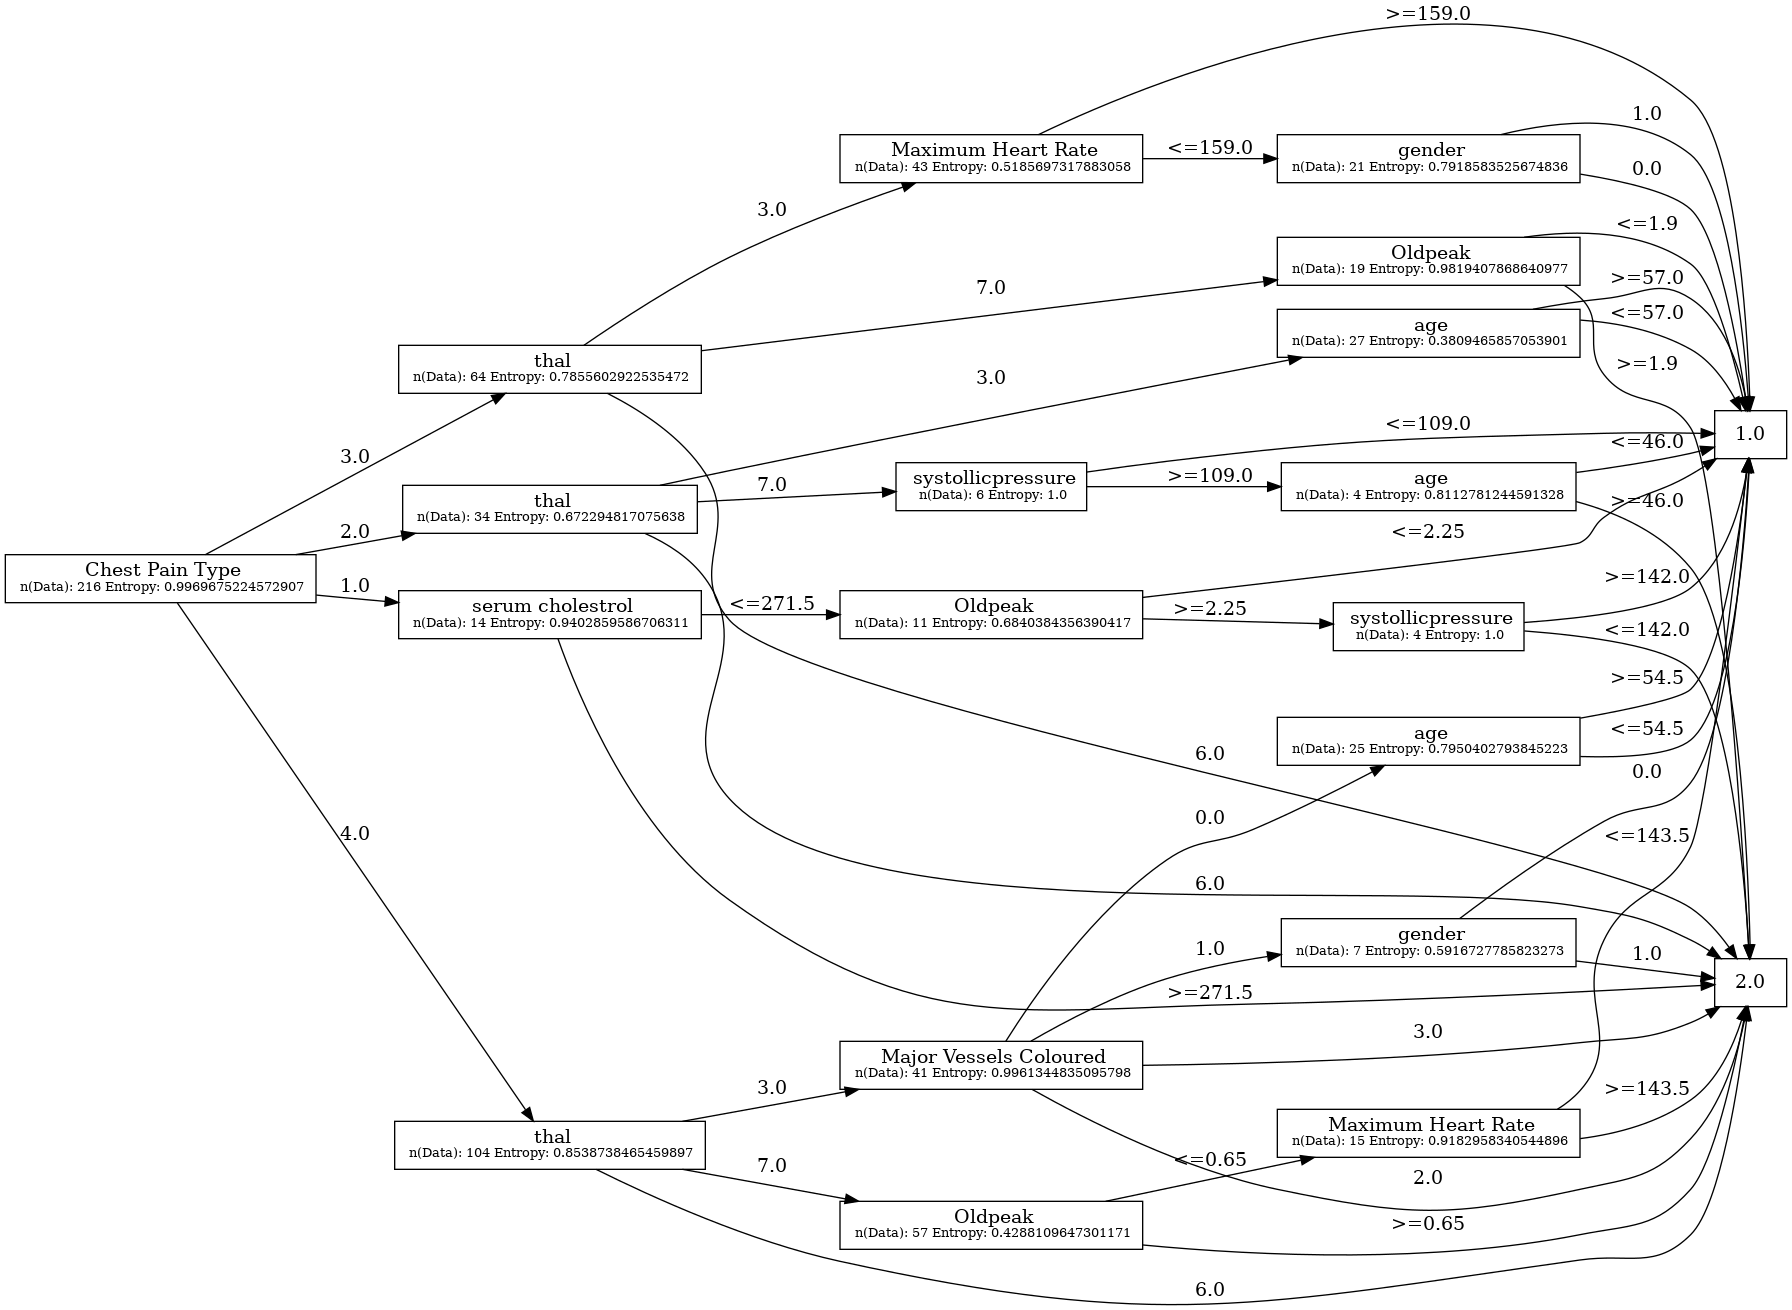 >=159.0
1.0
Maximum Heart Rate
n(Data): 43 Entropy: 0.5185697317883058
<=159.0
gender
n(Data): 21 Entropy: 0.7918583525674836
0.0
3.0
<=1.9
Oldpeak
n(Data): 19 Entropy: 0.9819407868640977
7.0
>=57.0
<=57.0
age
n(Data): 27 Entropy: 0.3809465857053901
thal
n(Data): 64 Entropy: 0.7855602922535472
>=1.9
3.0
<=109.0
1.0
3.0
<=46.0
7.0
>=109.0
systollicpressure
n(Data): 6 Entropy: 1.0
age
n(Data): 4 Entropy: 0.8112781244591328
thal
n(Data): 34 Entropy: 0.672294817075638
>=46.0
2.0
<=2.25
Chest Pain Type
n(Data): 216 Entropy: 0.9969675224572907
1.0
>=142.0
serum cholestrol
n(Data): 14 Entropy: 0.9402859586706311
<=271.5
Oldpeak
n(Data): 11 Entropy: 0.6840384356390417
>=2.25
systollicpressure
n(Data): 4 Entropy: 1.0
<=142.0
>=54.5
age
n(Data): 25 Entropy: 0.7950402793845223
<=54.5
6.0
0.0
0.0
4.0
<=143.5
6.0
gender
n(Data): 7 Entropy: 0.5916727785823273
1.0
1.0
2.0
>=271.5
3.0
Major Vessels Coloured
n(Data): 41 Entropy: 0.9961344835095798
3.0
>=143.5
Maximum Heart Rate
n(Data): 15 Entropy: 0.9182958340544896
thal
n(Data): 104 Entropy: 0.8538738465459897
7.0
<=0.65
2.0
Oldpeak
n(Data): 57 Entropy: 0.4288109647301171
>=0.65
6.0